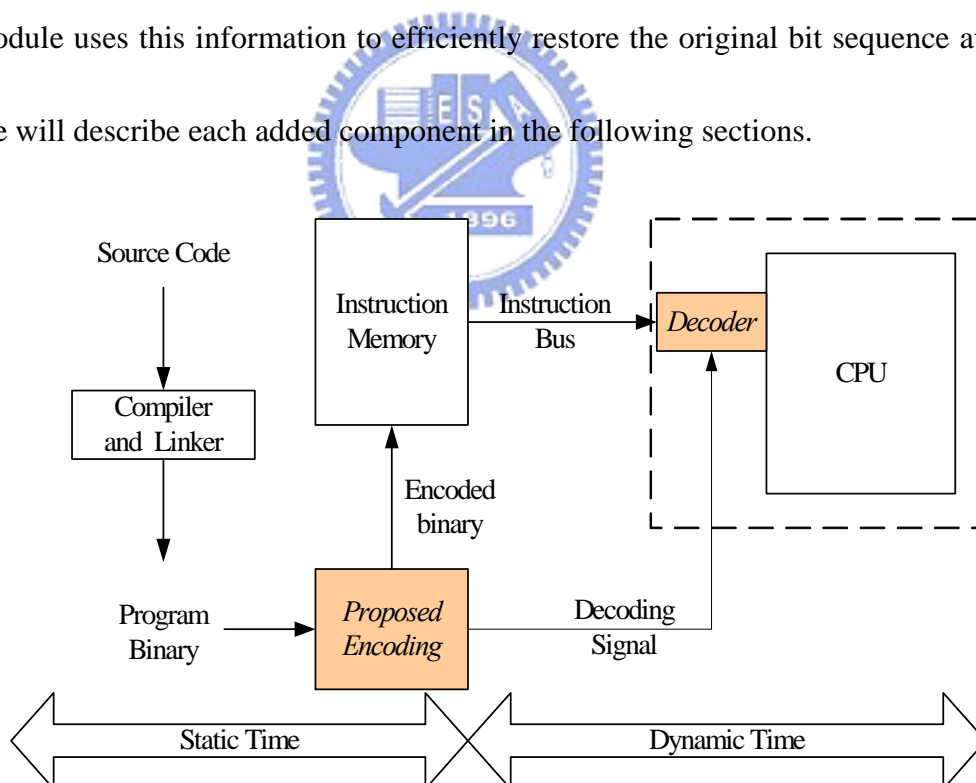 odule uses this information to efficiently restore the original bit sequence a
e will describe each added component in the following sections.
E S A
1896
Source Code
Instruction
Memory
Instruction
Bus
Decoder
CPU
Compiler
and Linker
Encoded
binary
Program
Binary
Proposed
Encoding
Decoding
Signal
Static Time
Dynamic Time